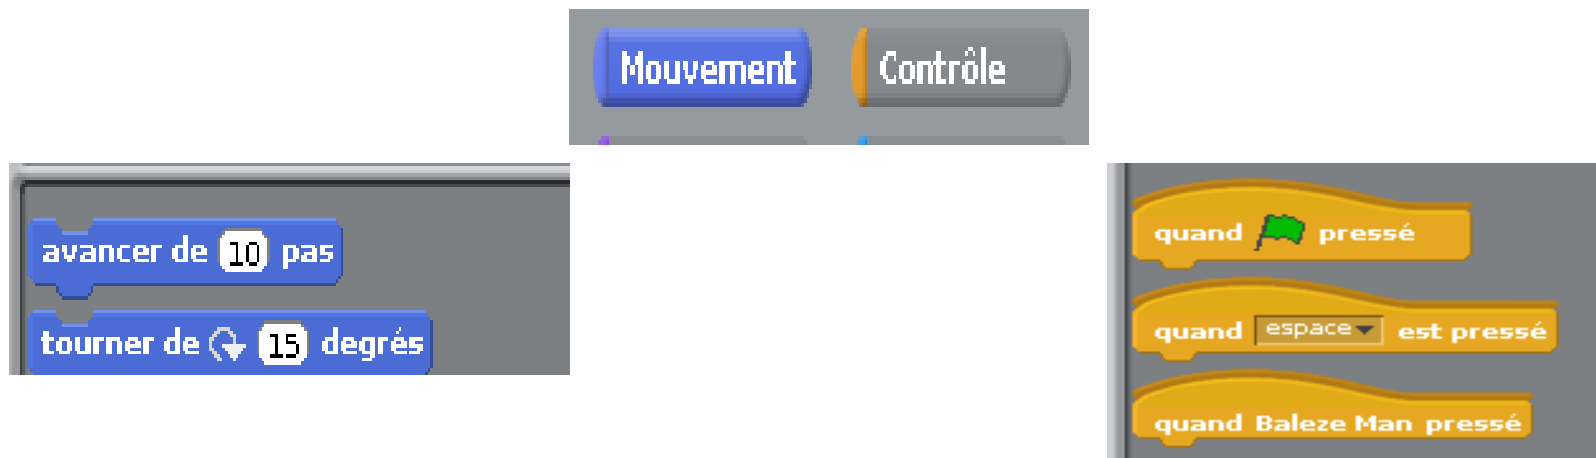 Mouvement Contrôle
avancer de 10 pas
tourner de 15 degrés
quand pressé
quand espace est pressé
quand Baleze Man pressé